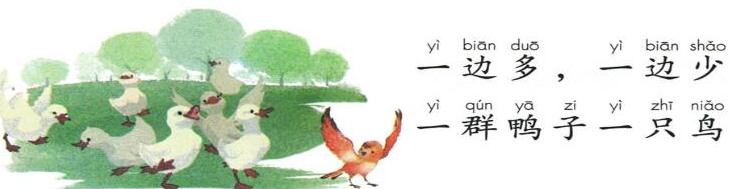 yì biān duō yì biān shǎo
一边多，一边少
yì qún yā zi yì zhī niǎo
一群鸭子一只鸟